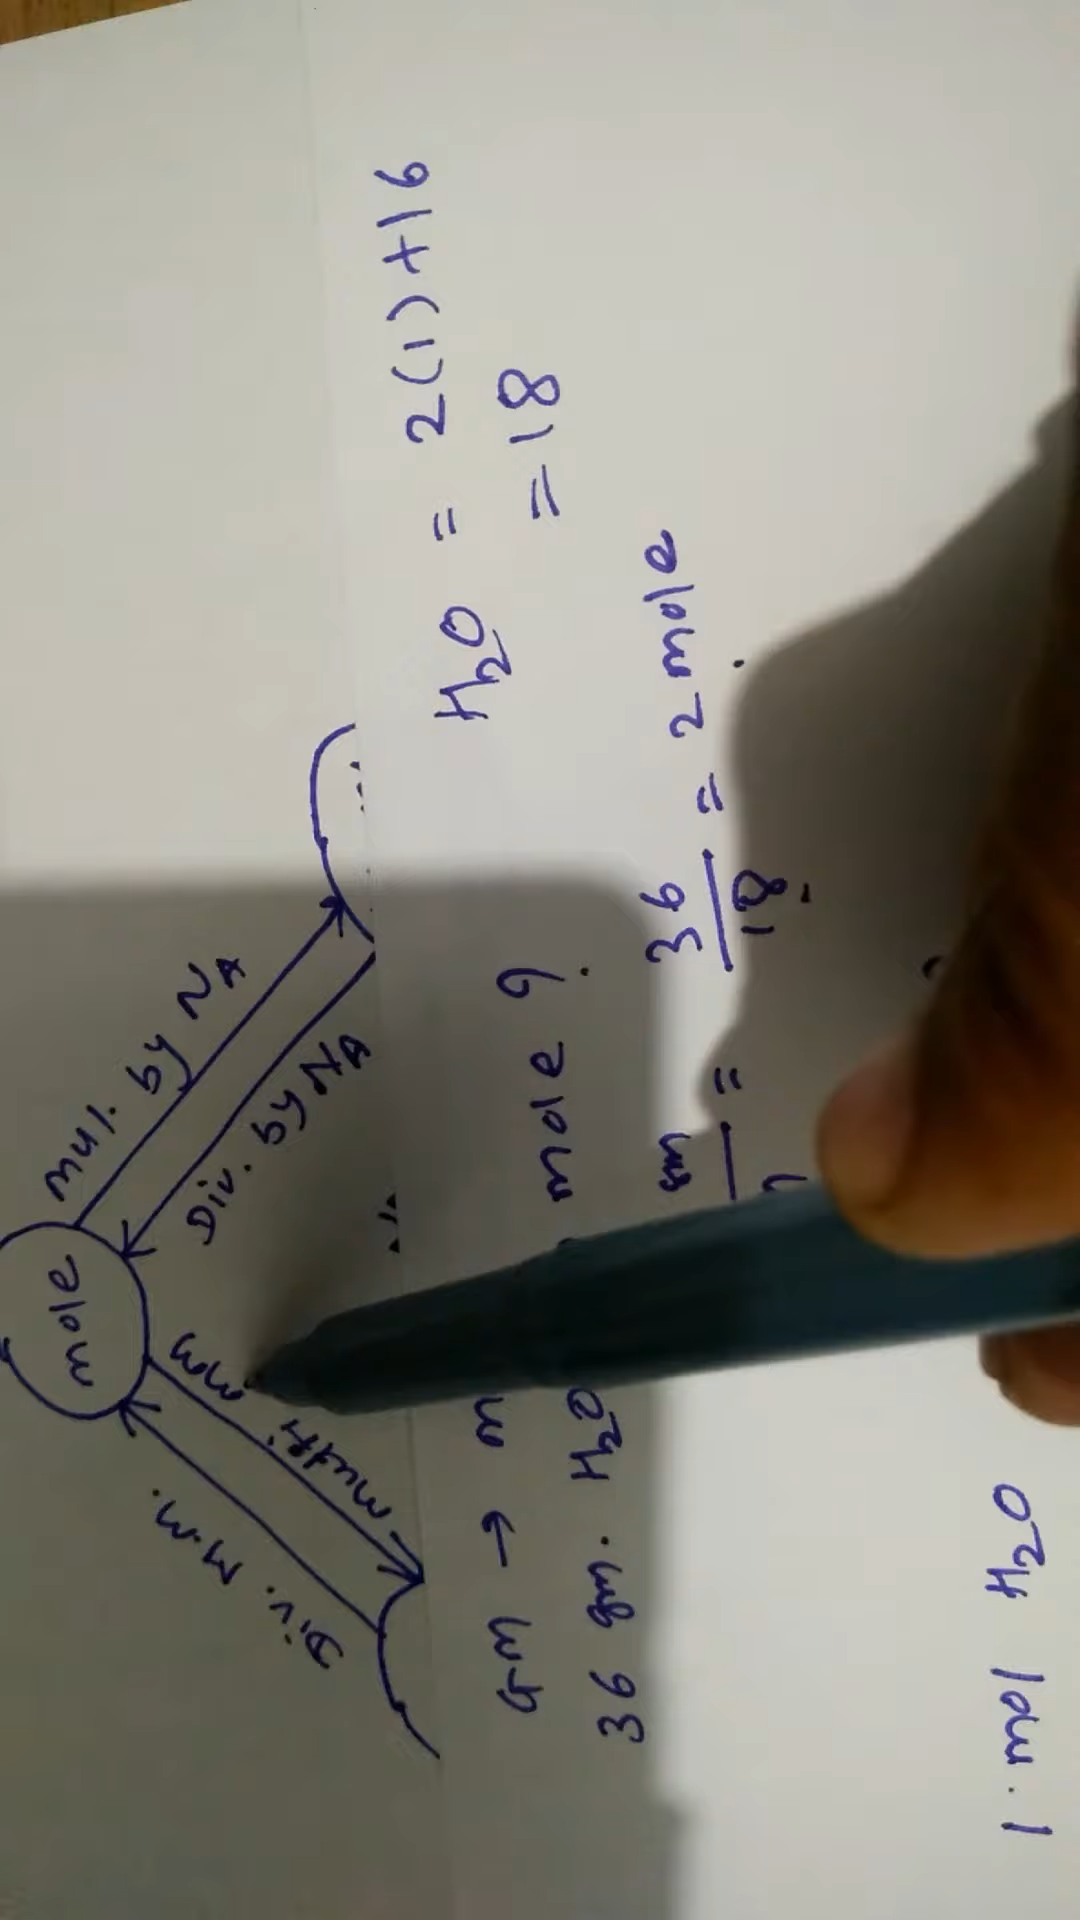 mole
mul. by NA
Div. by NA
multi mm
Div. M.M.
H2O = 2(1)+16
= 18
gm → m
36 gm. H2O mole ?
gm = 36/18 = 2 mole
1 mol H2O